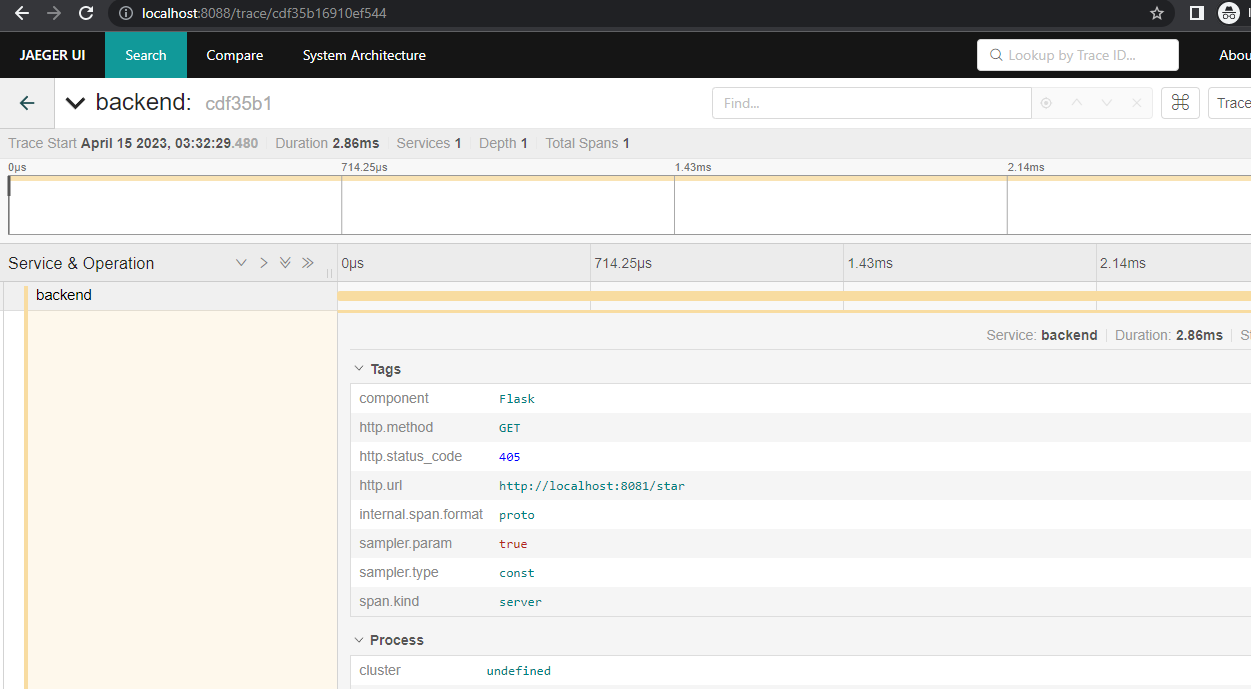 localhost:8088/trace/cdf35b16910ef544
JAEGER UI Search Compare System Architecture Lookup by Trace ID... Abou
backend: cdf35b1 Find... Trace
Trace Start April 15 2023, 03:32:29.480 Duration 2.86ms Services 1 Depth 1 Total Spans 1
0μs 714.25μs 1.43ms 2.14ms
Service & Operation 0μs 714.25μs 1.43ms 2.14ms
backend
Service: backend Duration: 2.86ms St
Tags
component Flask
http.method GET
http.status_code 405
http.url http://localhost:8081/star
internal.span.format proto
sampler.param true
sampler.type const
span.kind server
Process
cluster undefined